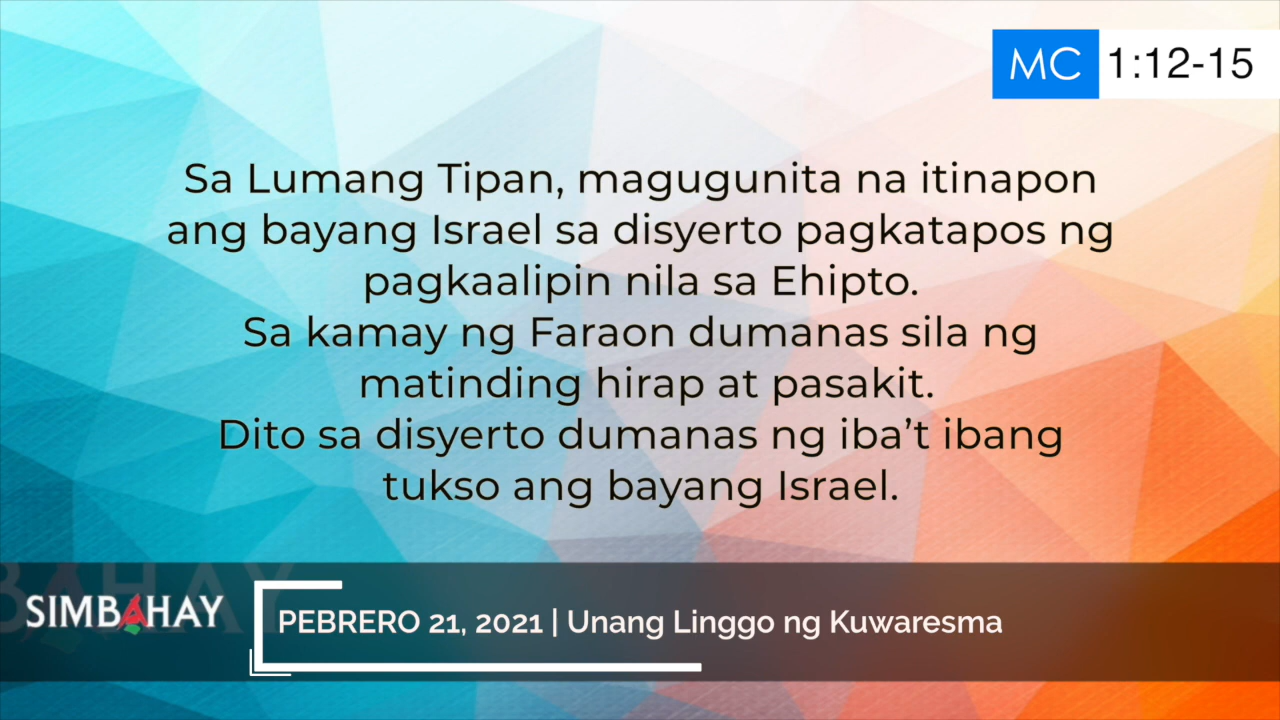 MC 1:12-15
Sa Lumang Tipan, magugunita na itinapon
ang bayang Israel sa disyerto pagkatapos ng
pagkaalipin nila sa Ehipto.
Sa kamay ng Faraon dumanas sila ng
matinding hirap at pasakit.
Dito sa disyerto dumanas ng iba’t ibang
tukso ang bayang Israel.
SIMBAHAY
PEBRERO 21, 2021 | Unang Linggo ng Kuwaresma